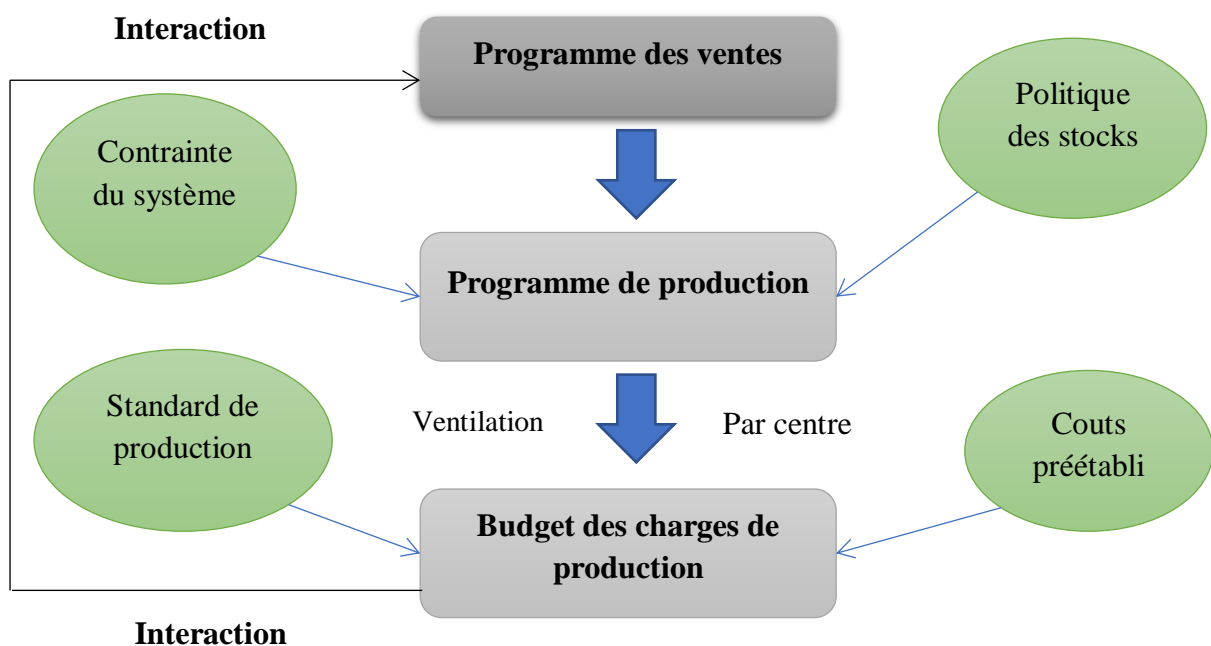 Interaction
Programme des ventes
Politique
des stocks
Contrainte
du système
Programme de production
Standard de
production
Ventilation
Par centre
Couts
préétabli
Budget des charges de
production
Interaction